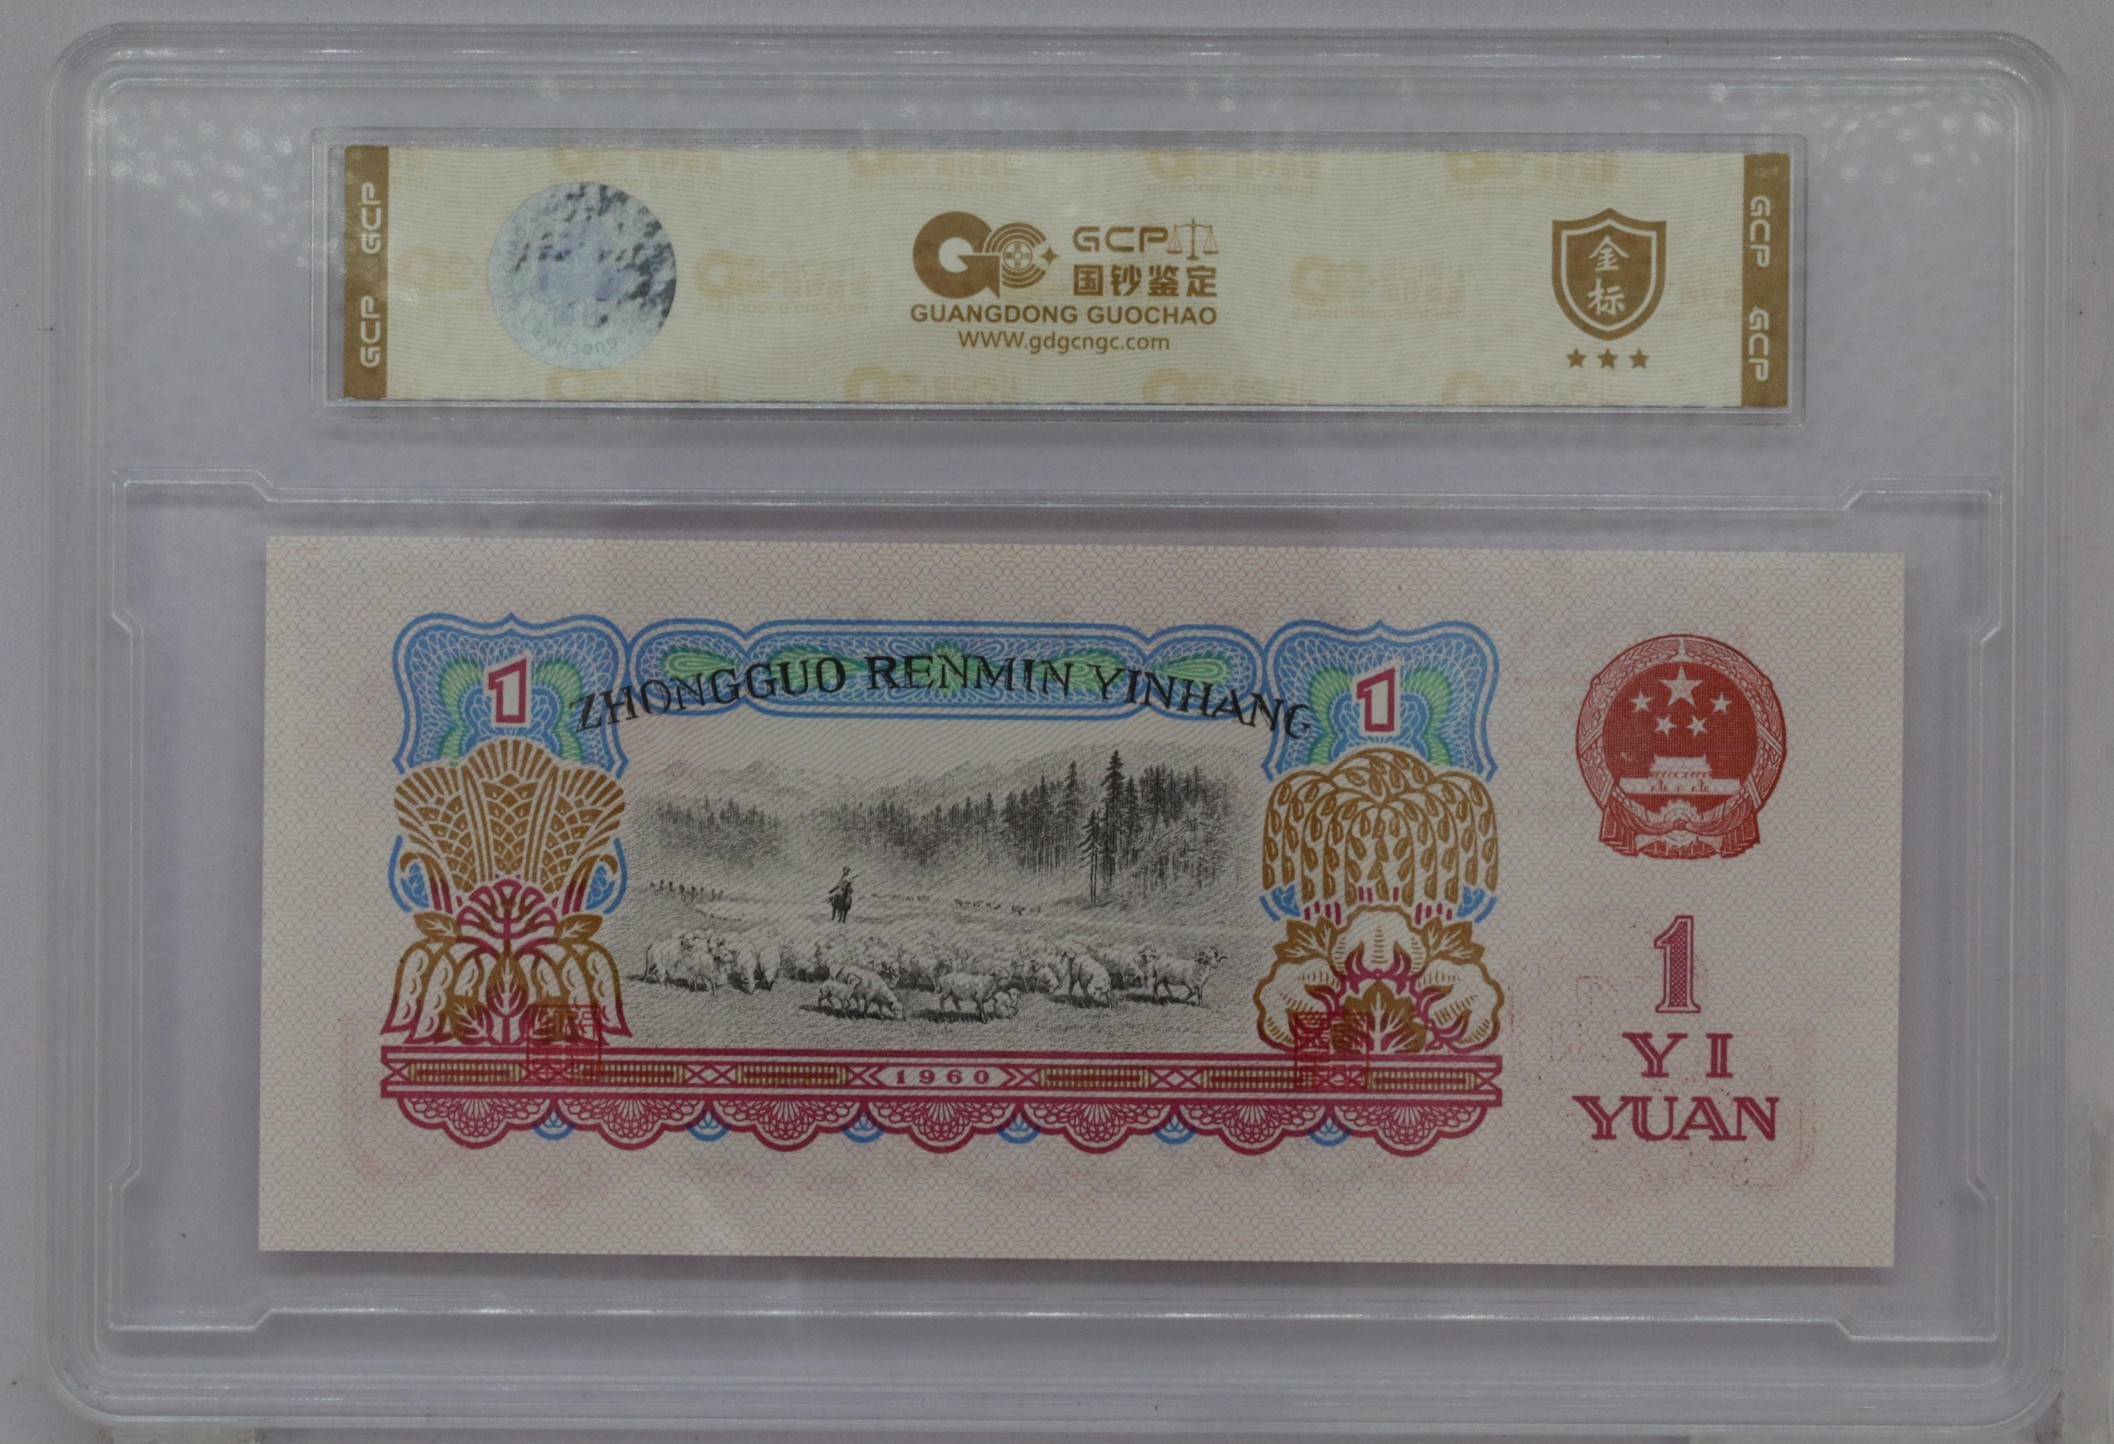 GCP GCP
GCP
国钞鉴定
GUANGDONG GUOCHAO
WWW.gdgcngc.com
金
标
GCP GCP
1
ZHONGGUO RENMIN YINHANG
1
1960
1
YI
YUAN